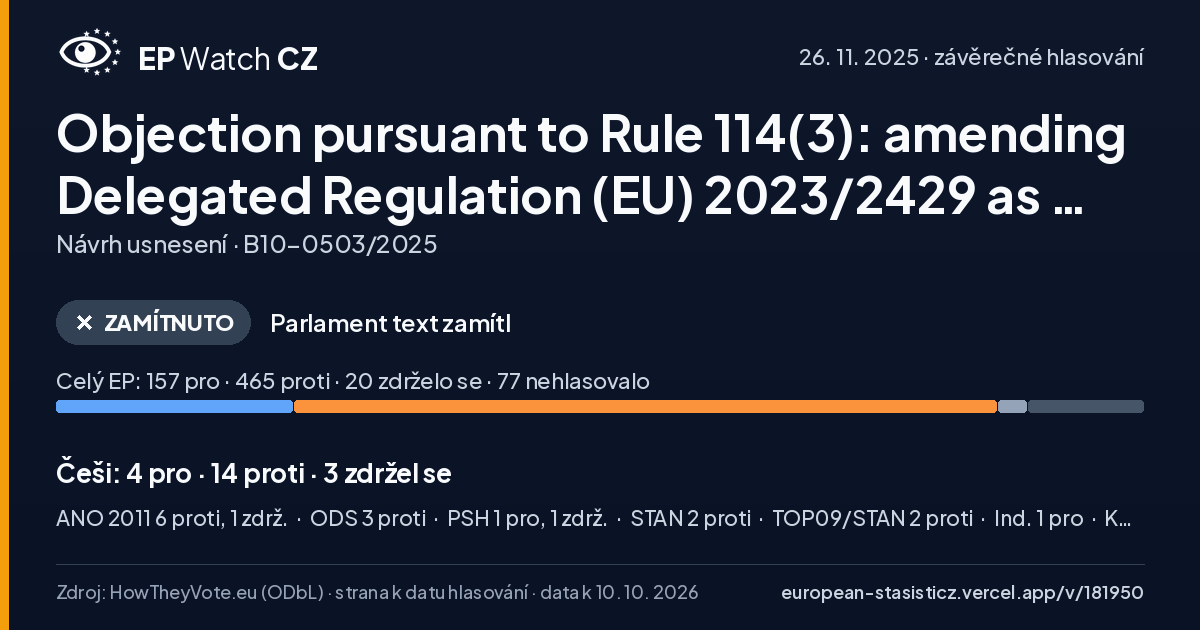 EP Watch CZ
26. 11. 2025 · závěrečné hlasování
Objection pursuant to Rule 114(3): amending
Delegated Regulation (EU) 2023/2429 as …
Návrh usnesení · B10-0503/2025
✕ ZAMÍTNUTO
Parlament text zamítl
Celý EP: 157 pro · 465 proti · 20 zdrželo se · 77 nehlasovalo
Češi: 4 pro · 14 proti · 3 zdržel se
ANO 2011 6 proti, 1 zdrž. · ODS 3 proti · PSH 1 pro, 1 zdrž. · STAN 2 proti · TOP09/STAN 2 proti · Ind. 1 pro · K…
Zdroj: HowTheyVote.eu (ODbL) · strana k datu hlasování · data k 10. 10. 2026
european-stasisticz.vercel.app/v/181950